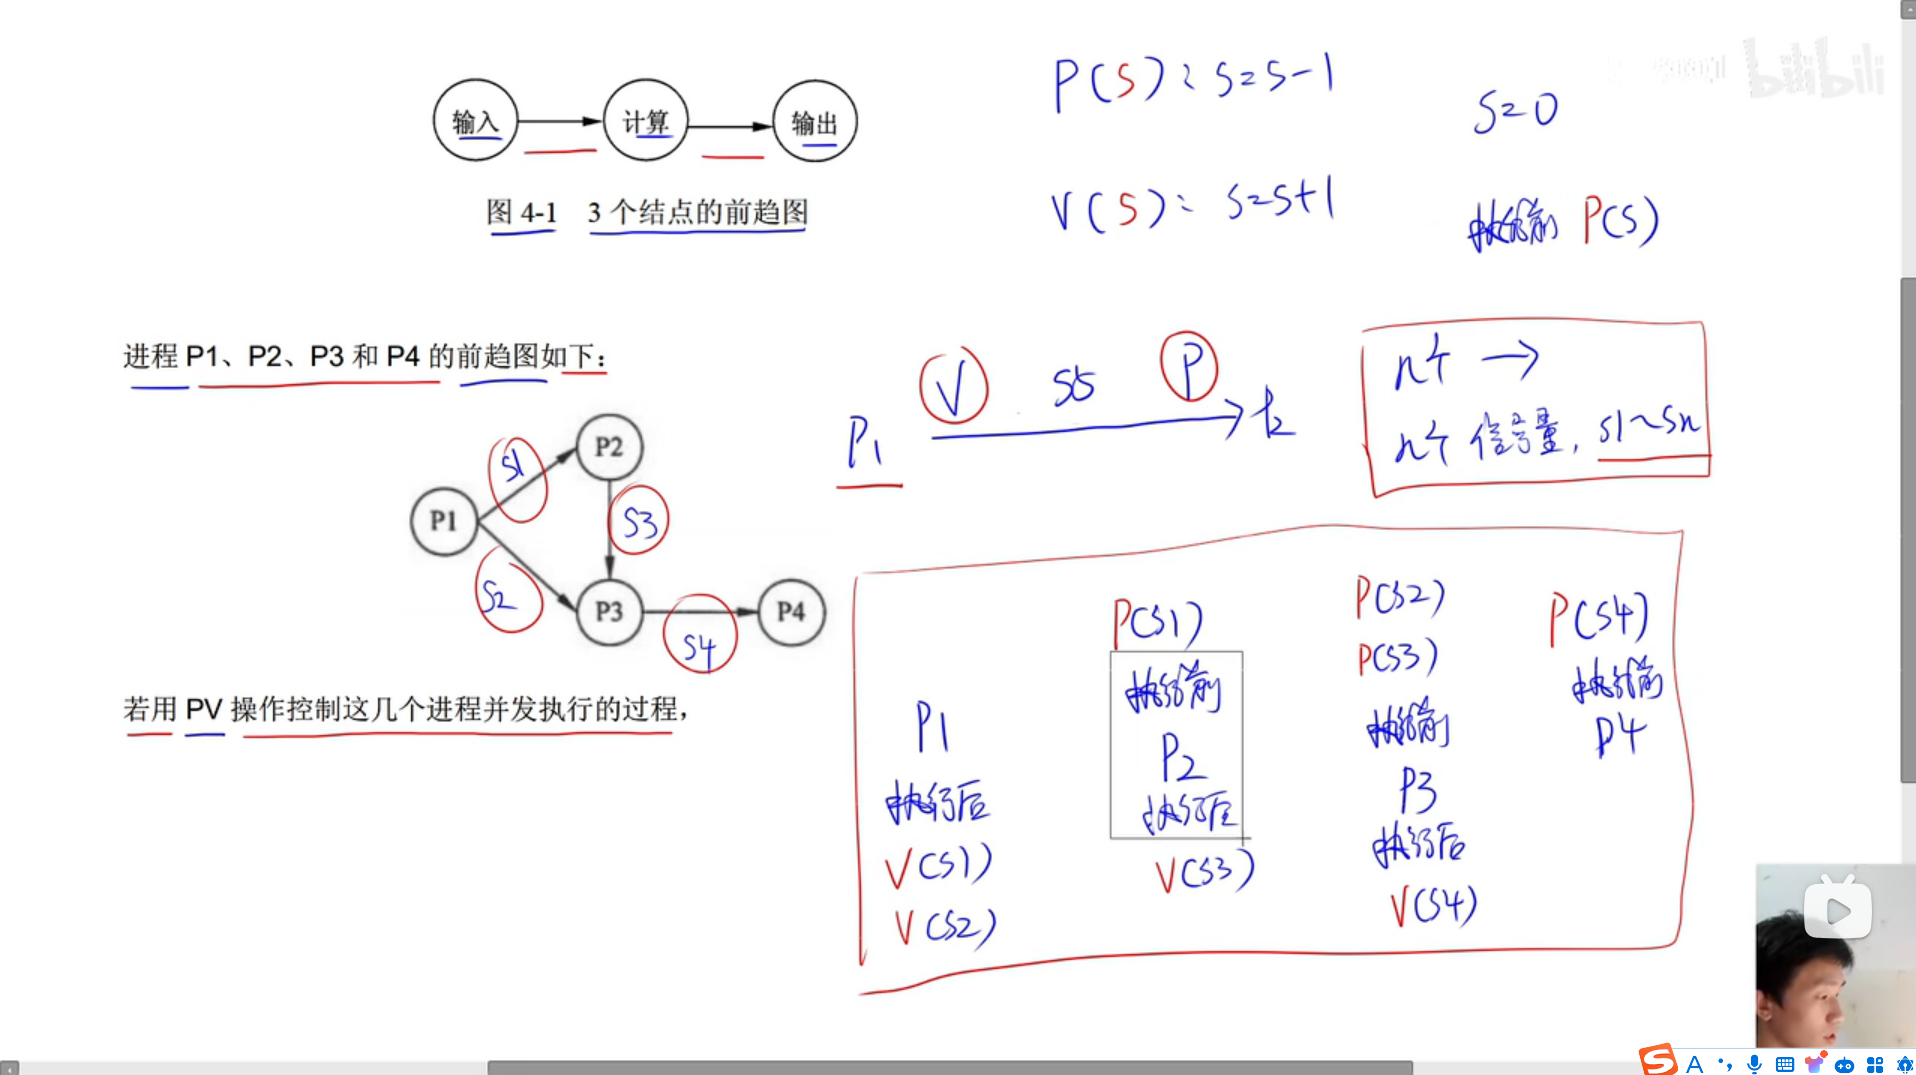 bilibili
输入
计算
输出
图 4-1 3 个结点的前趋图
P(S): S=S-1
V(S): S=S+1
S=0
执行前 P(S)
进程 P1、P2、P3 和 P4 的前趋图如下:
P1
P2
P3
P4
S1
S2
S3
S4
若用 PV 操作控制这几个进程并发执行的过程,
P1
V
S5
P
n个 →
n个 信号量, S1~Sn
P1
执行后
V(S1)
V(S2)
P(S1)
执行前
P2
执行后
V(S3)
P(S2)
P(S3)
执行前
P3
执行后
V(S4)
P(S4)
执行前
P4
S A